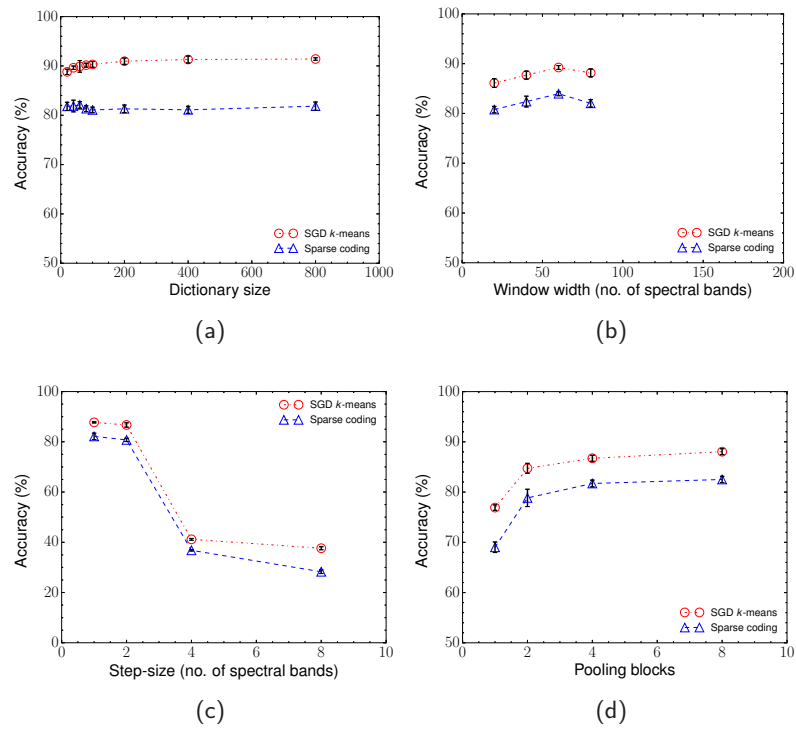 100
90
80
70
60
50
Accuracy (%)
SGD k-means
Sparse coding
0 200 400 600 800 1000
Dictionary size
(a)
100
90
80
70
60
50
Accuracy (%)
SGD k-means
Sparse coding
0 50 100 150 200
Window width (no. of spectral bands)
(b)
100
80
60
40
20
0
Accuracy (%)
SGD k-means
Sparse coding
0 2 4 6 8 10
Step-size (no. of spectral bands)
(c)
100
90
80
70
60
50
Accuracy (%)
SGD k-means
Sparse coding
0 2 4 6 8 10
Pooling blocks
(d)